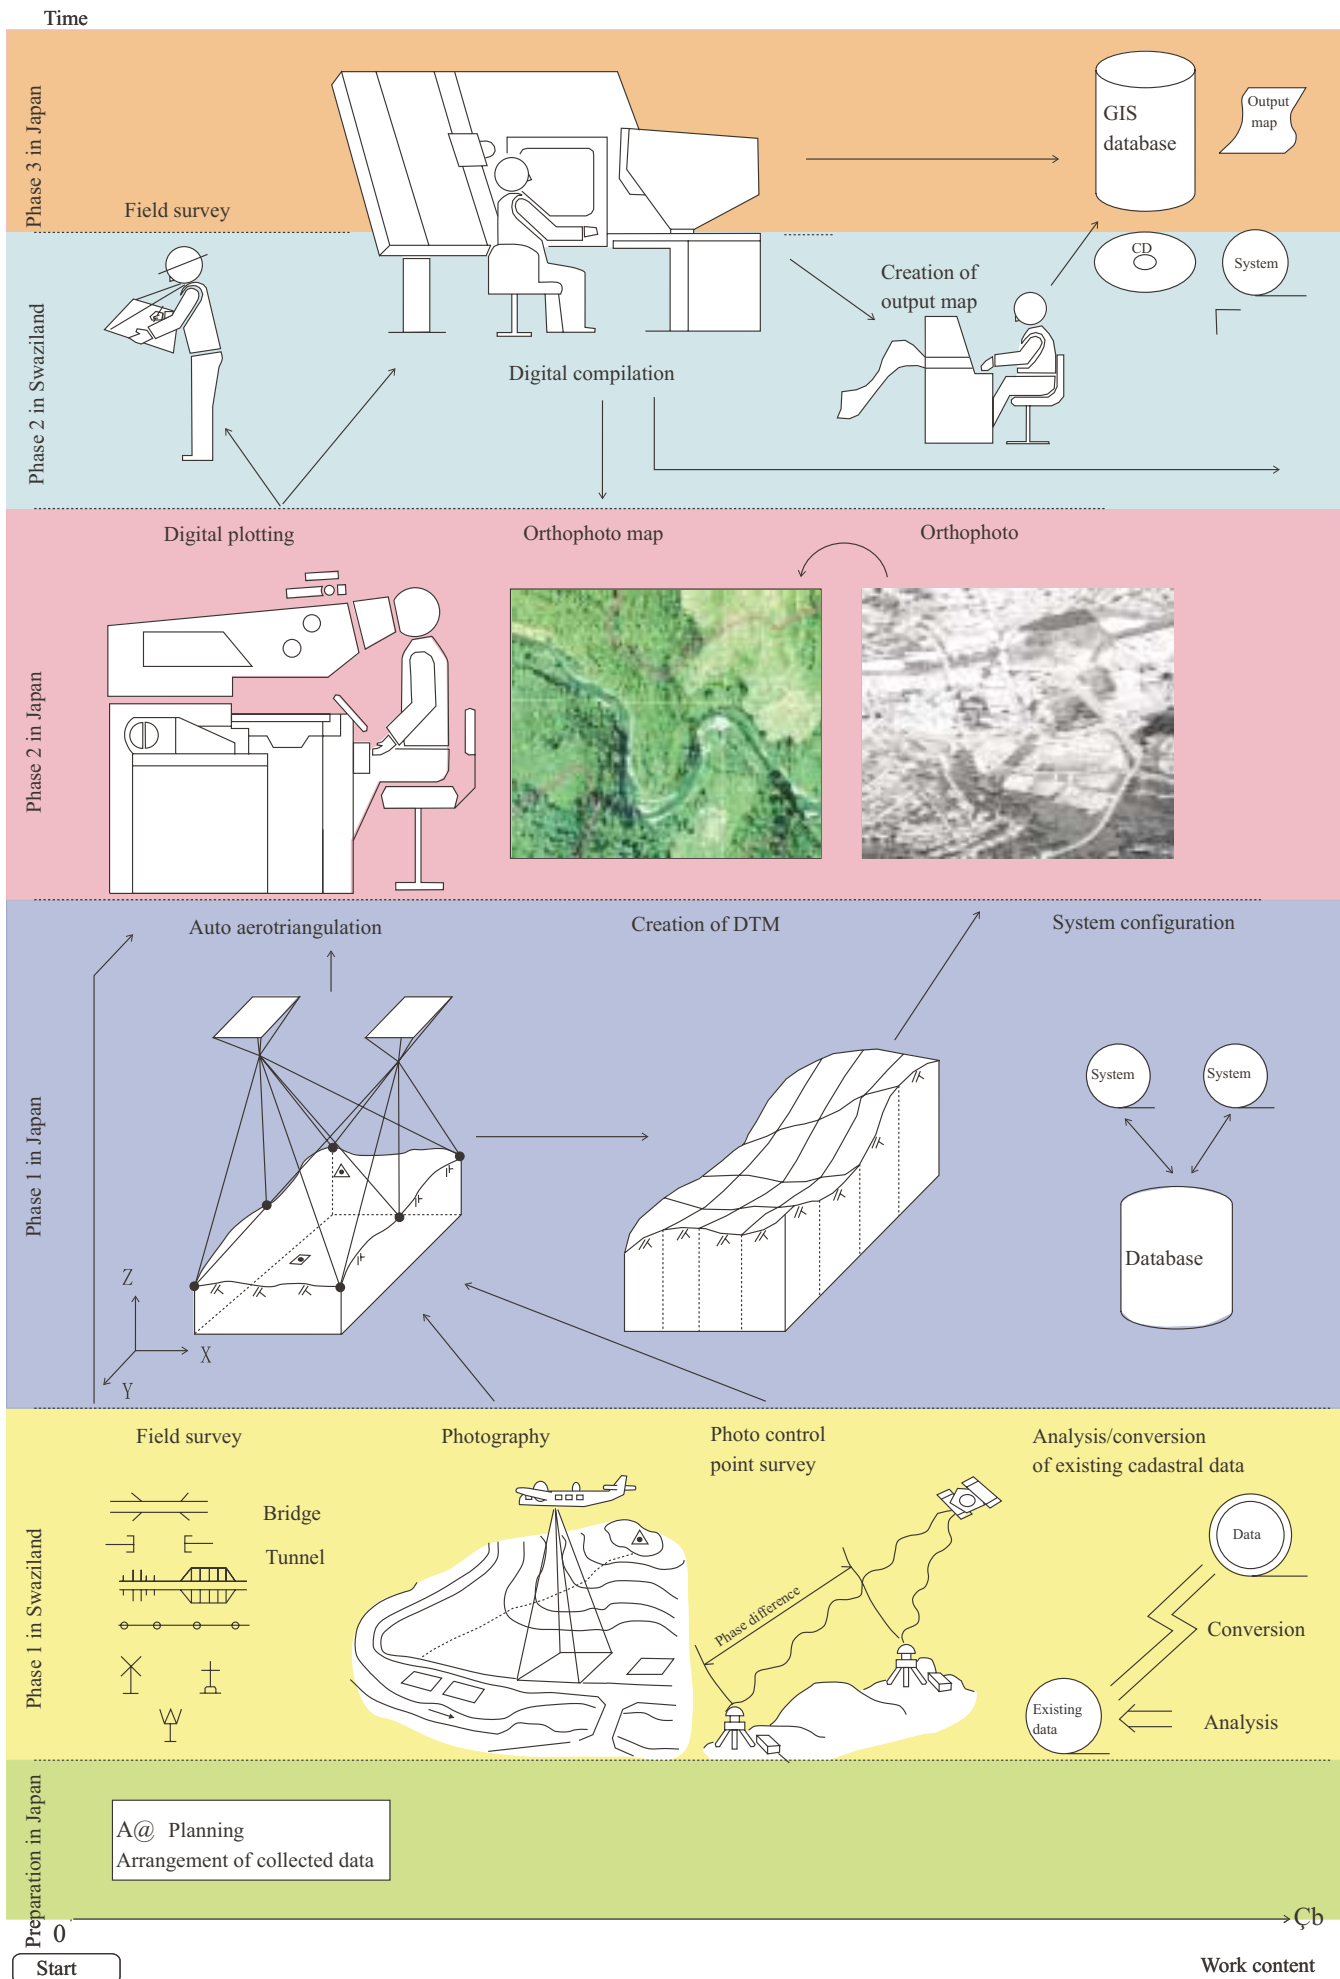 Time
Phase 3 in Japan
GIS
database
Output
map
Field survey
Phase 2 in Swaziland
CD
System
Creation of
output map
Digital compilation
Phase 2 in Japan
Digital plotting
Orthophoto map
Orthophoto
Phase 1 in Japan
Auto aerotriangulation
Creation of DTM
System configuration
System
System
Database
Z
X
Y
Phase 1 in Swaziland
Field survey
Photography
Photo control
point survey
Analysis/conversion
of existing cadastral data
Bridge
Tunnel
Phase difference
Data
Conversion
Existing
data
Analysis
Preparation in Japan
A@ Planning
Arrangement of collected data
0
Çb
Start
Work content